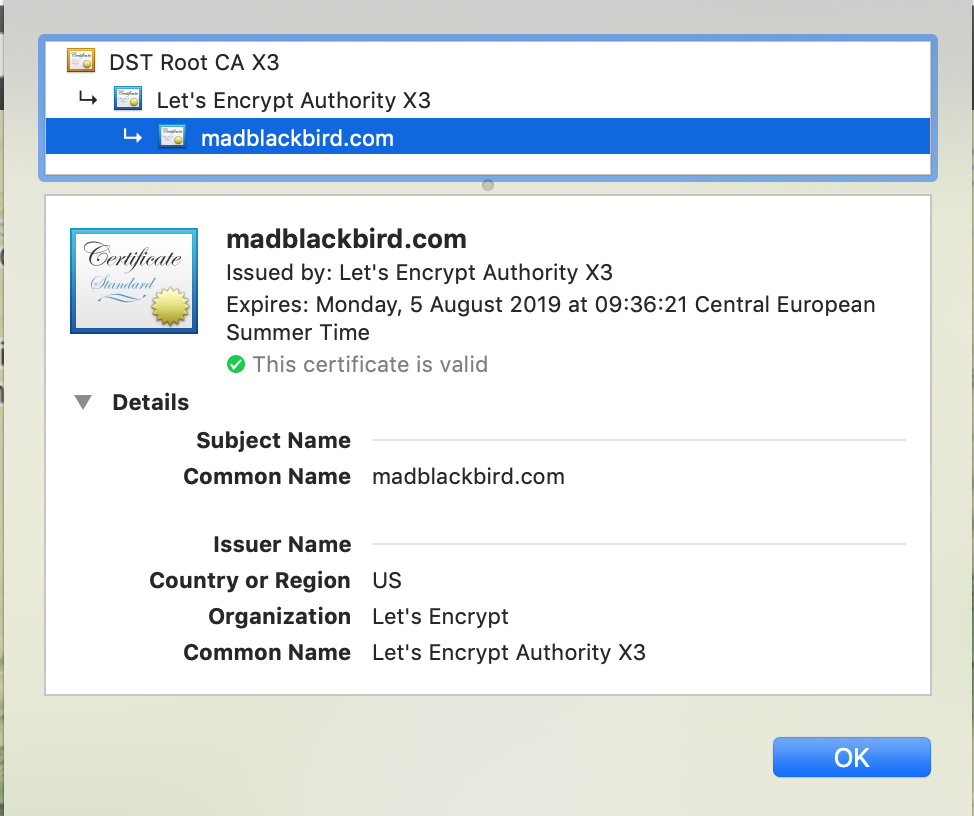 DST Root CA X3
Let's Encrypt Authority X3
madblackbird.com
Certificate
Standard
madblackbird.com
Issued by: Let's Encrypt Authority X3
Expires: Monday, 5 August 2019 at 09:36:21 Central European
Summer Time
This certificate is valid
Details
Subject Name
Common Name madblackbird.com
Issuer Name
Country or Region US
Organization Let's Encrypt
Common Name Let's Encrypt Authority X3
OK